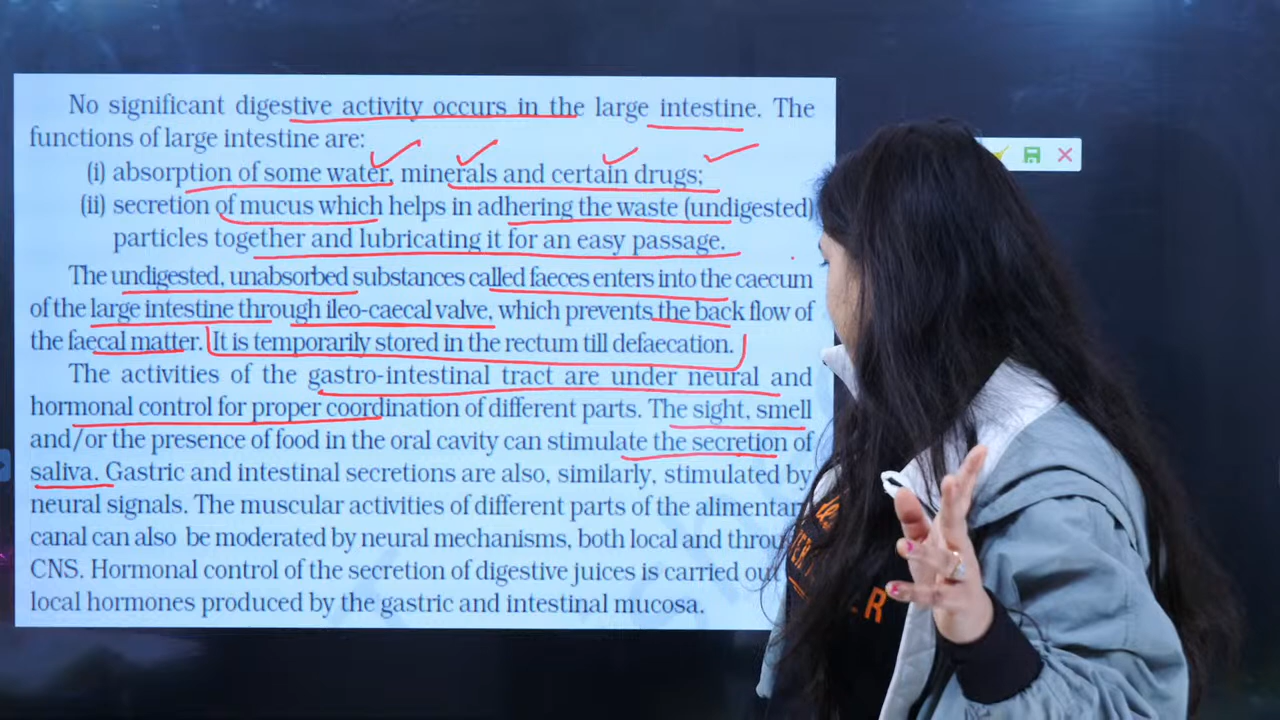 No significant digestive activity occurs in the large intestine. The
functions of large intestine are:
(i) absorption of some water, minerals and certain drugs;
(ii) secretion of mucus which helps in adhering the waste (undigested)
particles together and lubricating it for an easy passage.
The undigested, unabsorbed substances called faeces enters into the caecum
of the large intestine through ileo-caecal valve, which prevents the back flow of
the faecal matter. It is temporarily stored in the rectum till defaecation.
The activities of the gastro-intestinal tract are under neural and
hormonal control for proper coordination of different parts. The sight, smell
and/or the presence of food in the oral cavity can stimulate the secretion of
saliva. Gastric and intestinal secretions are also, similarly, stimulated by
neural signals. The muscular activities of different parts of the
canal can also be moderated by neural mechanisms, both local and
CNS. Hormonal control of the secretion of digestive juices is carried
local hormones produced by the gastric and intestinal mucosa.